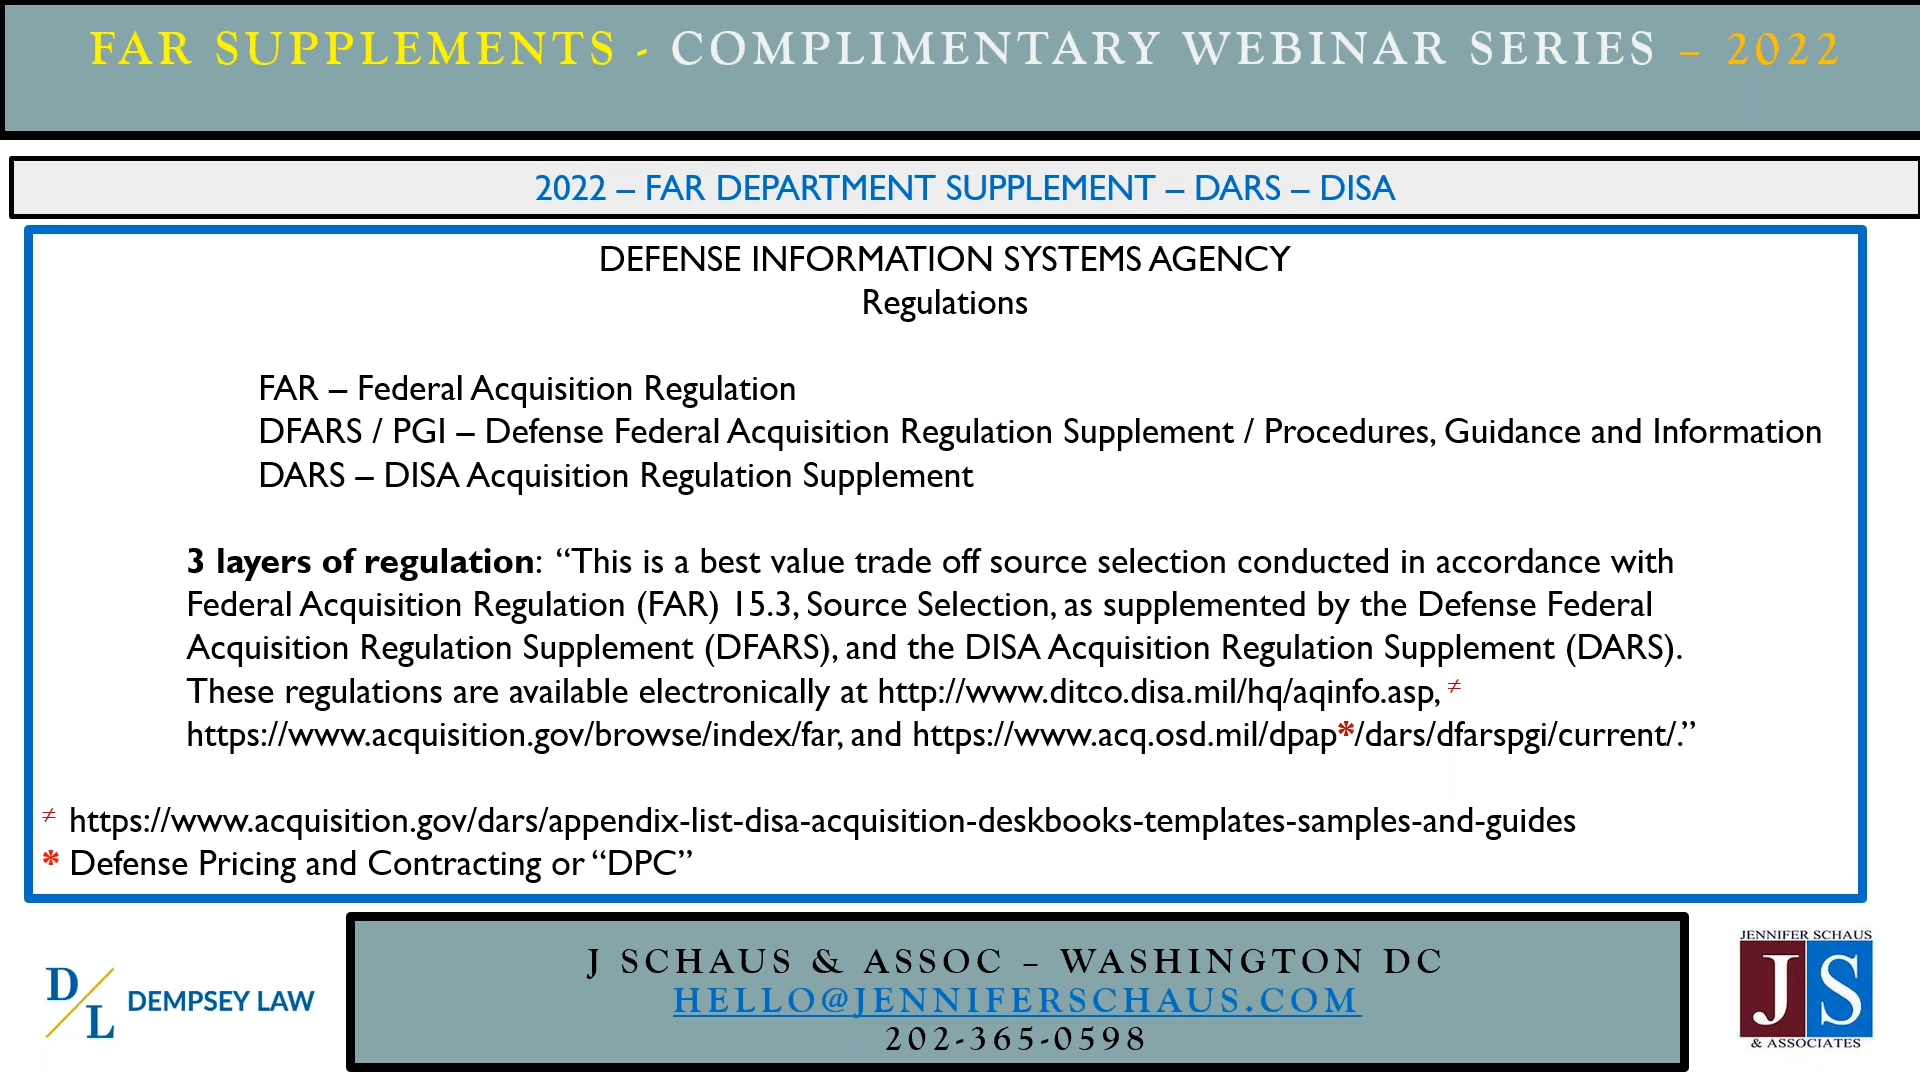 FAR SUPPLEMENTS - COMPLIMENTARY WEBINAR SERIES – 2022
2022 – FAR DEPARTMENT SUPPLEMENT – DARS – DISA
DEFENSE INFORMATION SYSTEMS AGENCY
Regulations
FAR – Federal Acquisition Regulation
DFARS / PGI – Defense Federal Acquisition Regulation Supplement / Procedures, Guidance and Information
DARS – DISA Acquisition Regulation Supplement
3 layers of regulation: “This is a best value trade off source selection conducted in accordance with
Federal Acquisition Regulation (FAR) 15.3, Source Selection, as supplemented by the Defense Federal
Acquisition Regulation Supplement (DFARS), and the DISA Acquisition Regulation Supplement (DARS).
These regulations are available electronically at http://www.ditco.disa.mil/hq/aqinfo.asp, ≠
https://www.acquisition.gov/browse/index/far, and https://www.acq.osd.mil/dpap*/dars/dfarspgi/current/.”
≠ https://www.acquisition.gov/dars/appendix-list-disa-acquisition-deskbooks-templates-samples-and-guides
* Defense Pricing and Contracting or “DPC”
DL DEMPSEY LAW
J SCHAUS & ASSOC – WASHINGTON DC
HELLO@JENNIFERSCHAUS.COM
202-365-0598
JENNIFER SCHAUS
JS
& ASSOCIATES